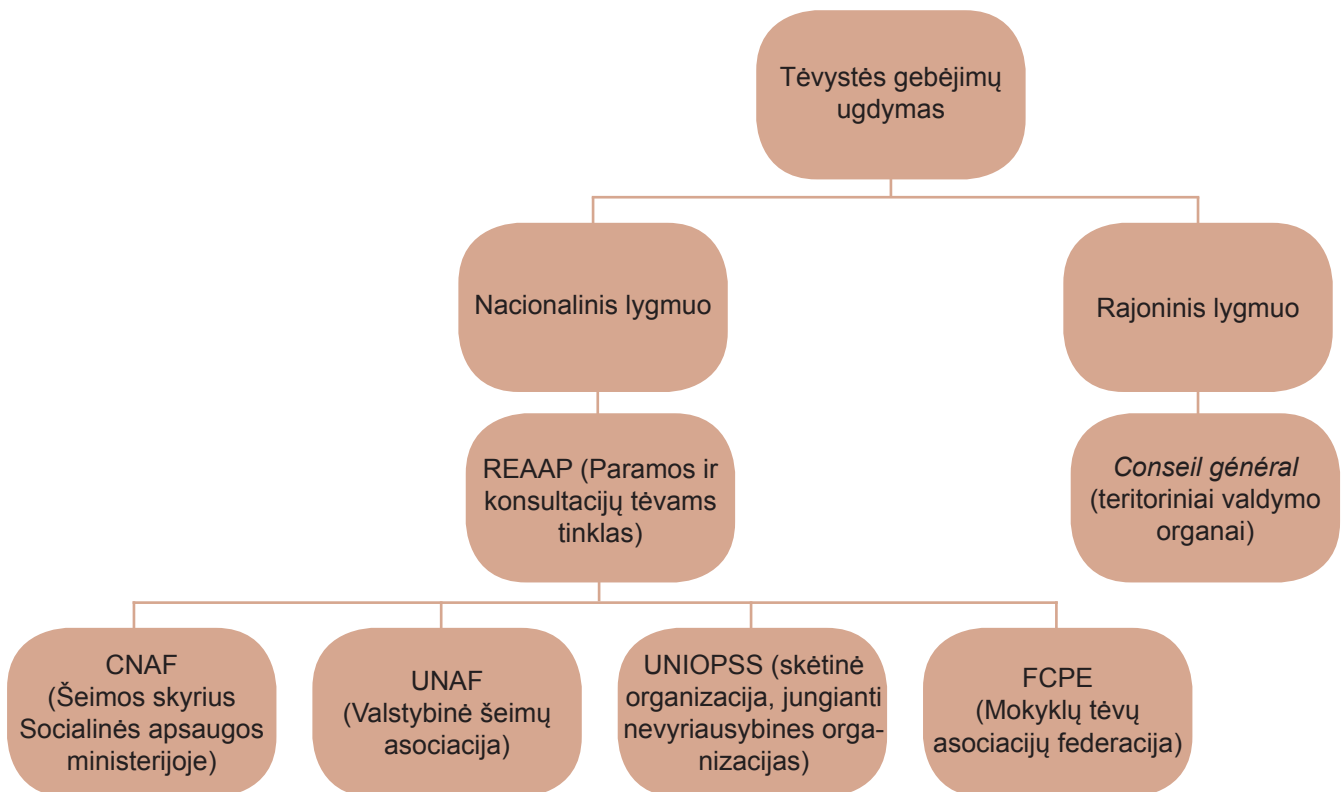 Tėvystės gebėjimų
ugdymas
Nacionalinis lygmuo
Rajoninis lygmuo
REAAP (Paramos ir
konsultacijų tėvams
tinklas)
Conseil général
(teritoriniai valdymo
organai)
CNAF
(Šeimos skyrius
Socialinės apsaugos
ministerijoje)
UNAF
(Valstybinė šeimų
asociacija)
UNIOPSS (skėtinė
organizacija, jungianti
nevyriausybines orga-
nizacijas)
FCPE
(Mokyklų tėvų
asociacijų federacija)